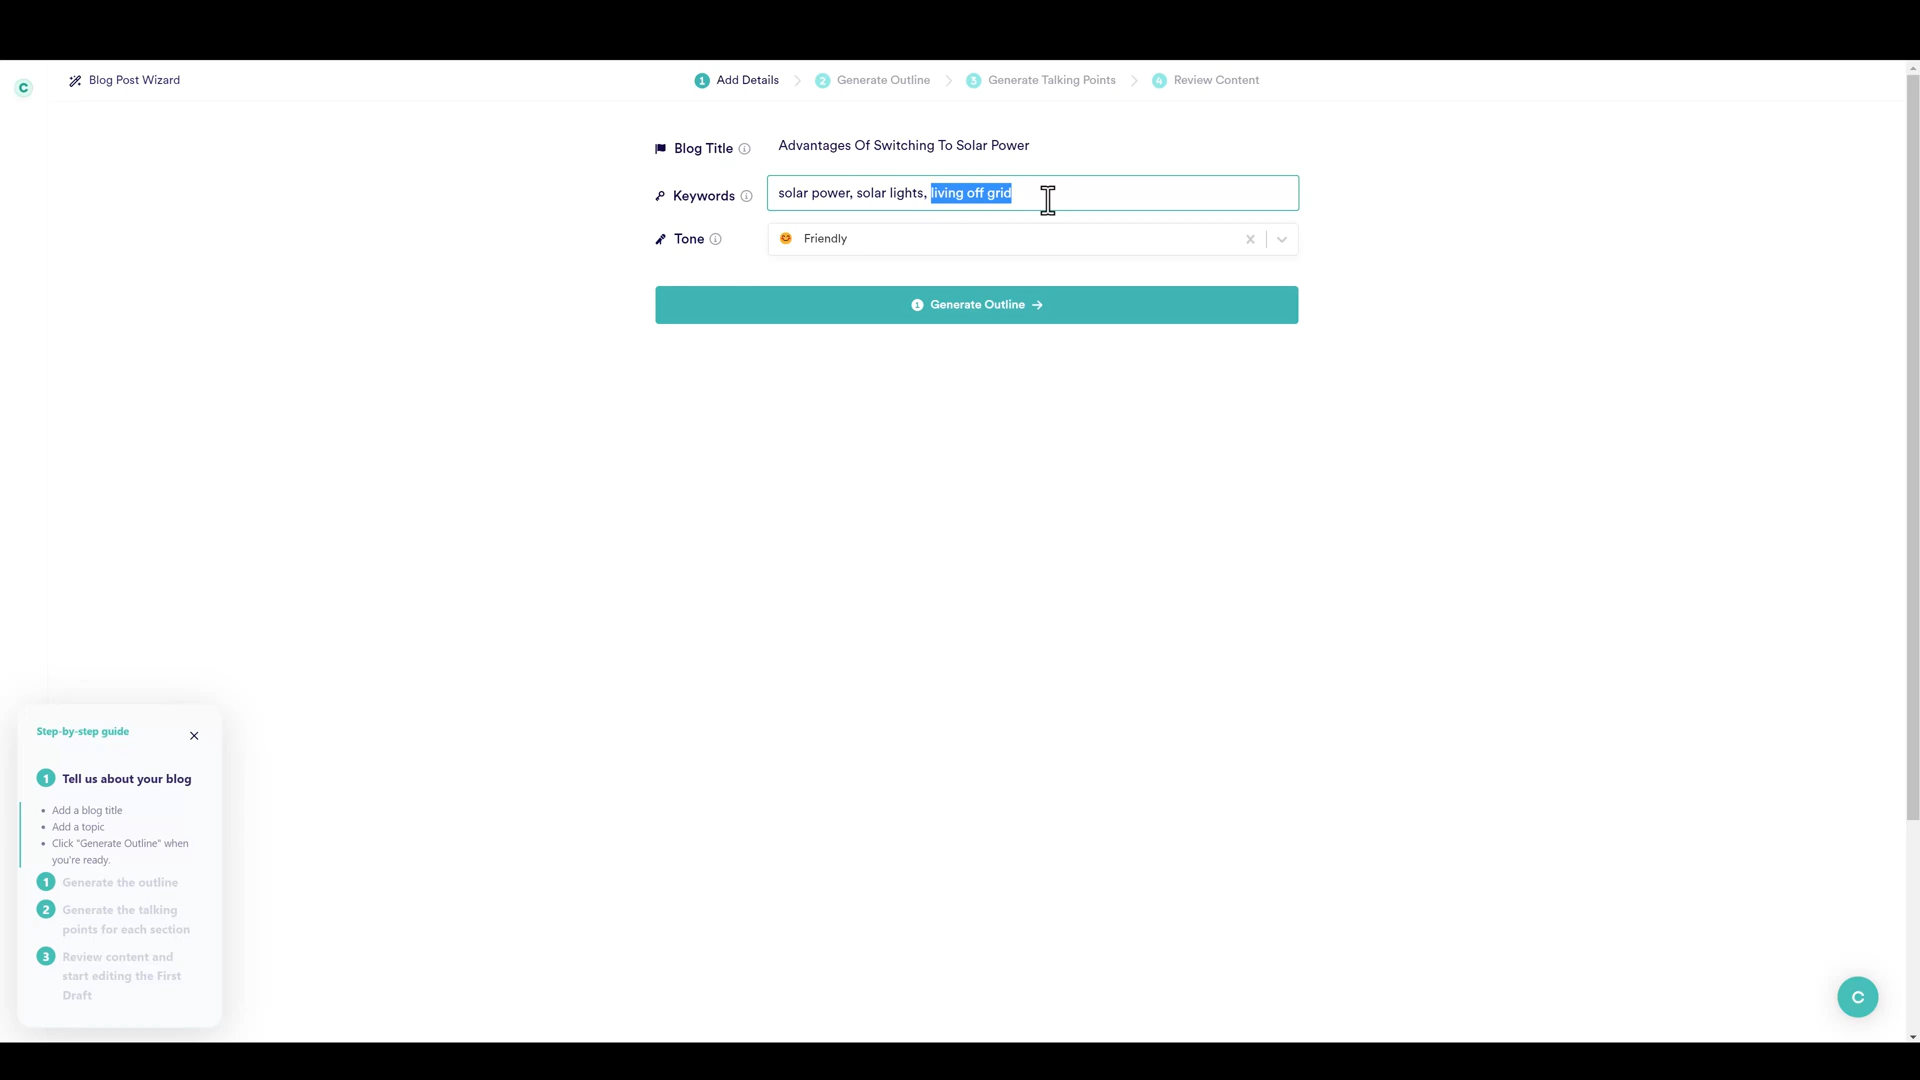 C
Blog Post Wizard
1 Add Details
2 Generate Outline
3 Generate Talking Points
4 Review Content
Blog Title
Advantages Of Switching To Solar Power
Keywords
solar power, solar lights, living off grid
Tone
Friendly
1 Generate Outline →
Step-by-step guide
1 Tell us about your blog
• Add a blog title
• Add a topic
• Click "Generate Outline" when
you're ready.
1 Generate the outline
2 Generate the talking
points for each section
3 Review content and
start editing the First
Draft
C